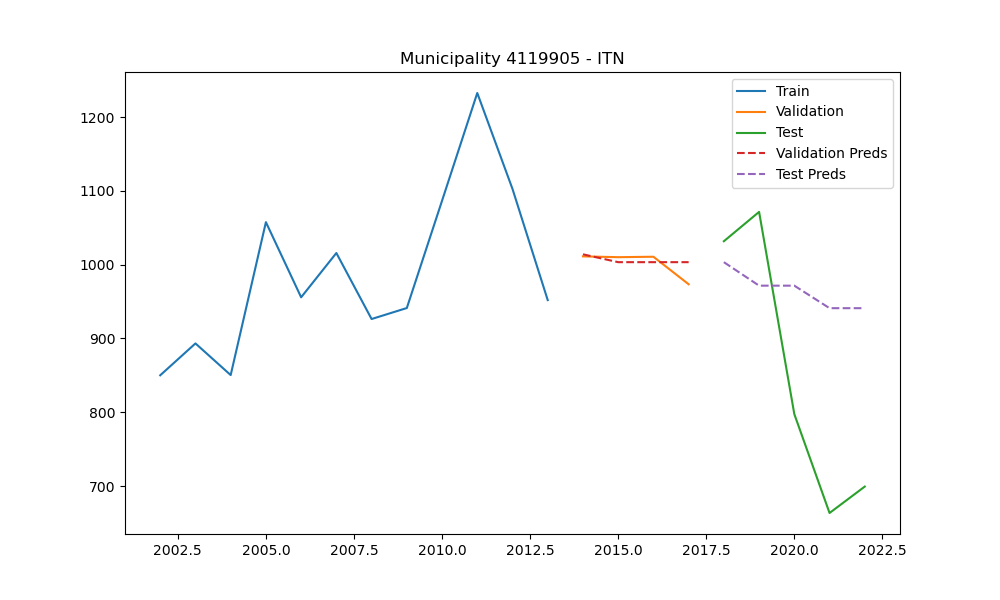 Municipality 4119905 - ITN
Train
Validation
Test
Validation Preds
Test Preds
1200
1100
1000
900
800
700
2002.5 2005.0 2007.5 2010.0 2012.5 2015.0 2017.5 2020.0 2022.5